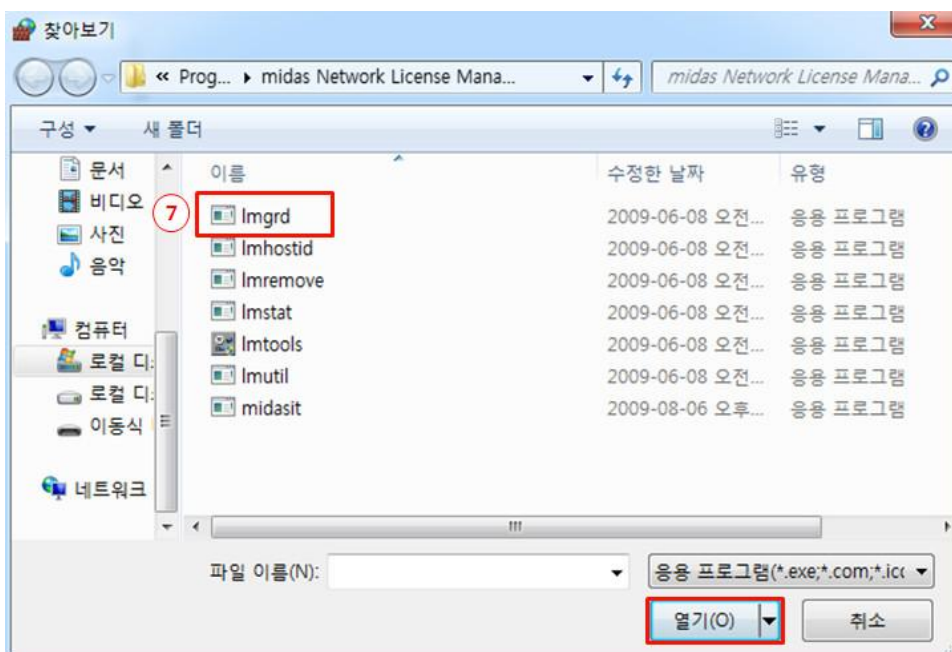 찾아보기
« Prog... ▸ midas Network License Mana...
midas Network License Mana...
구성 ▼ 새 폴더
이름 수정한 날짜 유형
문서
비디오
사진
음악
컴퓨터
로컬 디
로컬 디
이동식
네트워크
7
lmgrd 2009-06-08 오전... 응용 프로그램
lmhostid 2009-06-08 오전... 응용 프로그램
lmremove 2009-06-08 오전... 응용 프로그램
lmstat 2009-06-08 오전... 응용 프로그램
lmtools 2009-06-08 오전... 응용 프로그램
lmutil 2009-06-08 오전... 응용 프로그램
midasit 2009-08-06 오후... 응용 프로그램
파일 이름(N): 응용 프로그램(*.exe;*.com;*.icc
열기(O) 취소